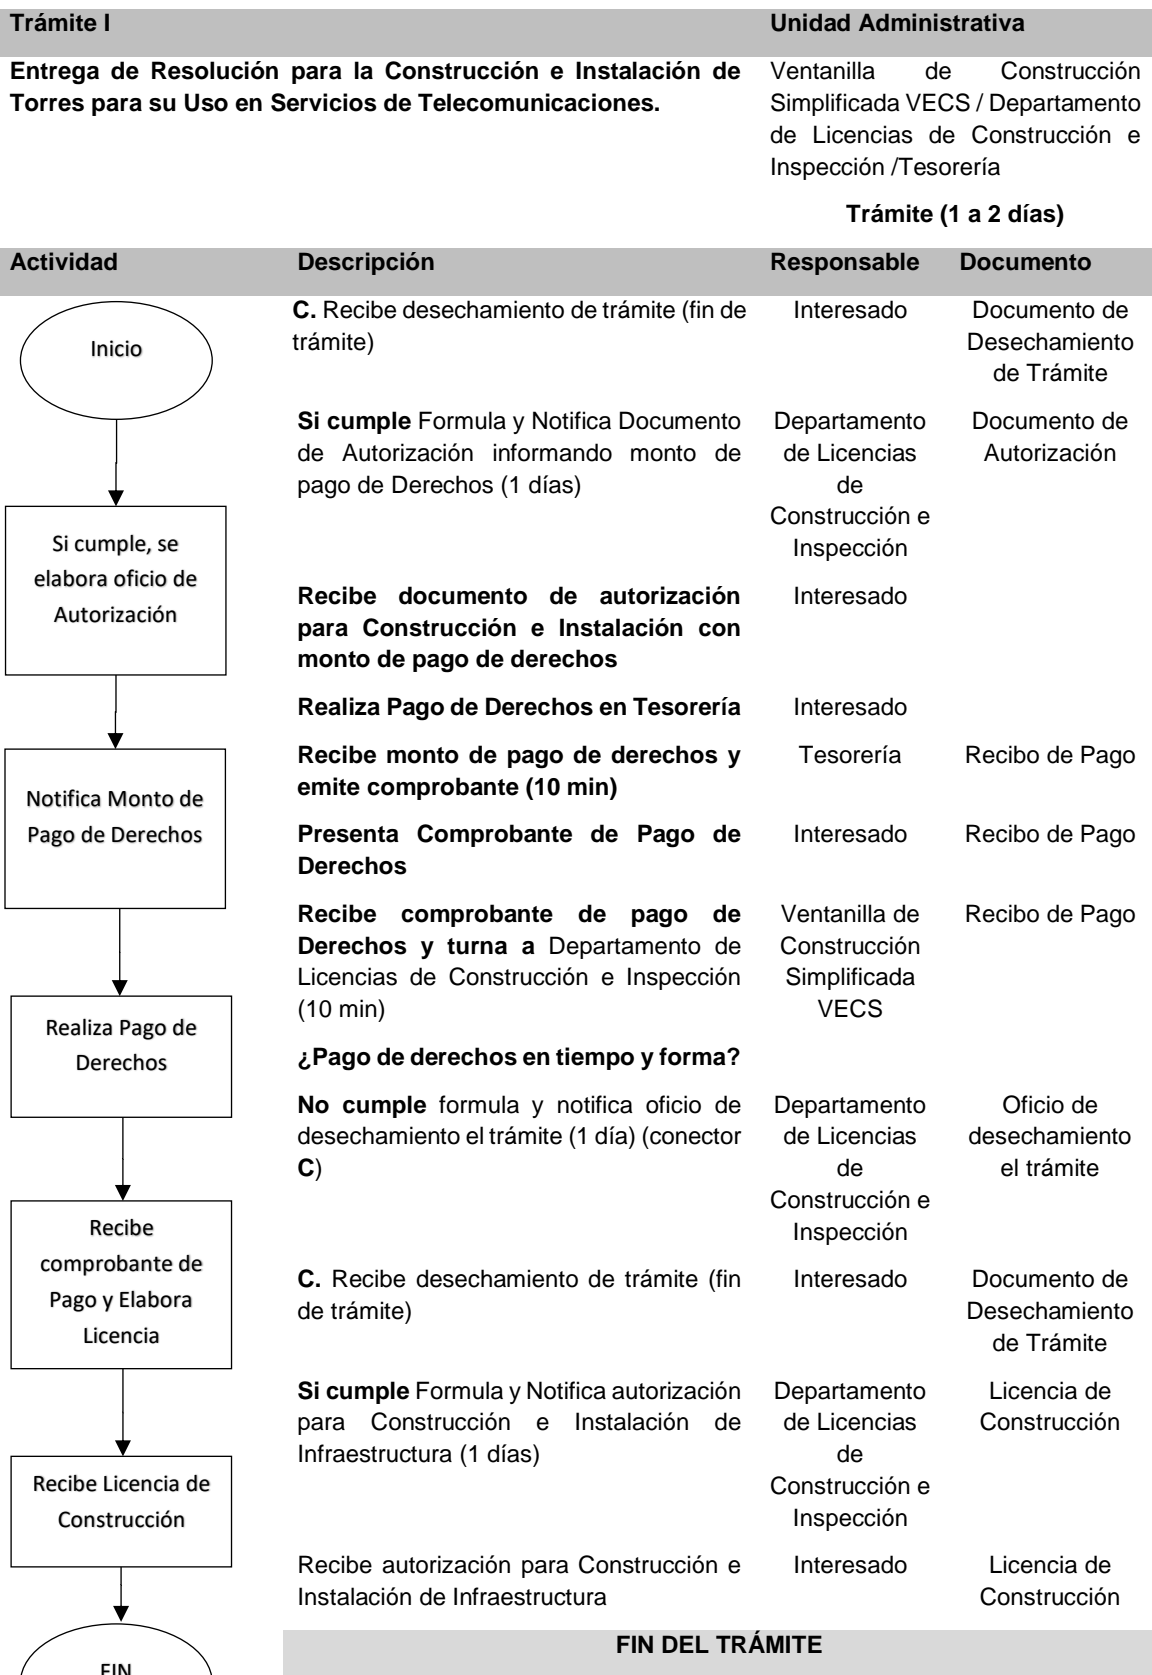 Trámite I
Unidad Administrativa
Entrega de Resolución para la Construcción e Instalación de
Torres para su Uso en Servicios de Telecomunicaciones.
Ventanilla de Construcción
Simplificada VECS / Departamento
de Licencias de Construcción e
Inspección /Tesorería
Trámite (1 a 2 días)
Actividad
Descripción
Responsable
Documento
Inicio
Si cumple, se
elabora oficio de
Autorización
Notifica Monto de
Pago de Derechos
Realiza Pago de
Derechos
Recibe
comprobante de
Pago y Elabora
Licencia
Recibe Licencia de
Construcción
FIN
C. Recibe desechamiento de trámite (fin de
trámite)
Interesado
Documento de
Desechamiento
de Trámite
Si cumple Formula y Notifica Documento
de Autorización informando monto de
pago de Derechos (1 días)
Departamento
de Licencias
de
Construcción e
Inspección
Documento de
Autorización
Recibe documento de autorización
para Construcción e Instalación con
monto de pago de derechos
Interesado
Realiza Pago de Derechos en Tesorería
Interesado
Recibe monto de pago de derechos y
emite comprobante (10 min)
Tesorería
Recibo de Pago
Presenta Comprobante de Pago de
Derechos
Interesado
Recibo de Pago
Recibe comprobante de pago de
Derechos y turna a Departamento de
Licencias de Construcción e Inspección
(10 min)
Ventanilla de
Construcción
Simplificada
VECS
Recibo de Pago
¿Pago de derechos en tiempo y forma?
No cumple formula y notifica oficio de
desechamiento el trámite (1 día) (conector
C)
Departamento
de Licencias
de
Construcción e
Inspección
Oficio de
desechamiento
el trámite
C. Recibe desechamiento de trámite (fin
de trámite)
Interesado
Documento de
Desechamiento
de Trámite
Si cumple Formula y Notifica autorización
para Construcción e Instalación de
Infraestructura (1 días)
Departamento
de Licencias
de
Construcción e
Inspección
Licencia de
Construcción
Recibe autorización para Construcción e
Instalación de Infraestructura
Interesado
Licencia de
Construcción
FIN DEL TRÁMITE